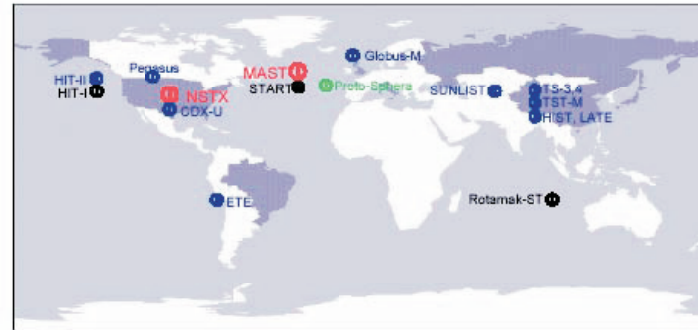 Globus-M
Pegasus
MAST
HIT-II
START
Proto-Sphera
HIT-I
NSTX
SUNLIST
TS-3,4
CDX-U
TST-M
HIST, LATE
ETE
Rotamak-ST